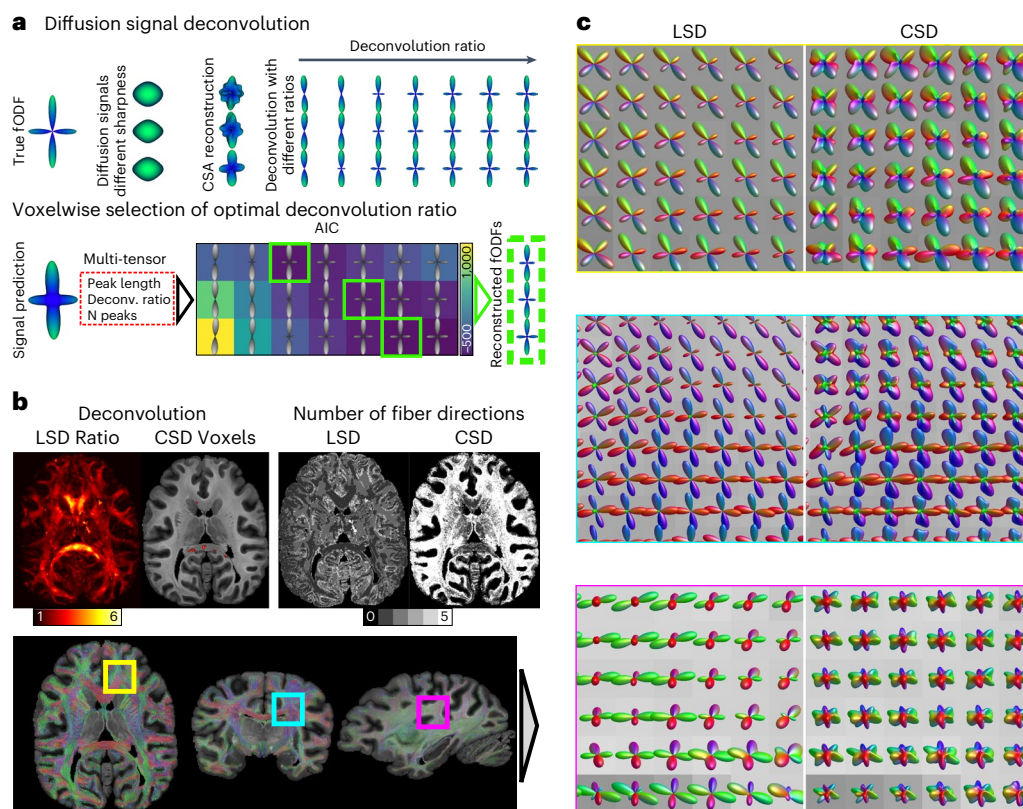 a Diffusion signal deconvolution
Deconvolution ratio
True fODF
Diffusion signals
different sharpness
CSA reconstruction
Deconvolution with
different ratios
Voxelwise selection of optimal deconvolution ratio
AIC
Signal prediction
Multi-tensor
Peak length
Deconv. ratio
N peaks
1,000
−500
Reconstructed fODFs
b
Deconvolution
LSD Ratio CSD Voxels
Number of fiber directions
LSD CSD
1 6
0 5
c
LSD CSD